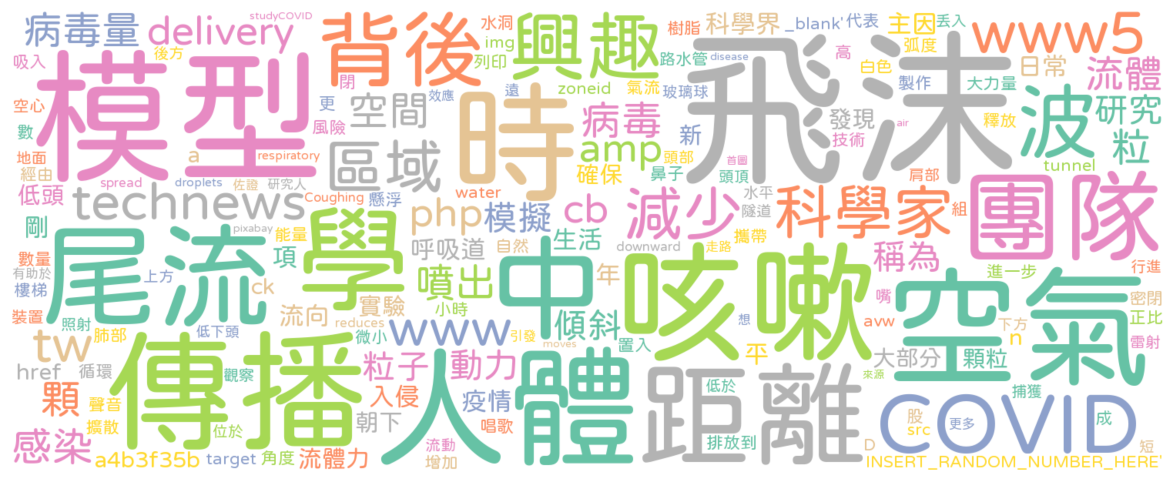 病毒量 delivery 背後 興趣 水洞 img 列印 樹脂 科學界 _blank' 代表 主因 丟入 弧度 www5
studyCOVID 後方 吸入 模型 時 飛沫 路水管 高 白色 日常 大力量 流體
空心 數 地面 經由 閉 更 空間 效應 遠 zoneid 氣流 玻璃球 disease 製作 波 研究
風險 區域 病毒 amp 新 發現 技術 釋放 粒
a respiratory 確保 頭部 鼻子 首圖 頭頂 air tunnel
低頭 spread droplets 佐證 研究人 Coughing 懸浮 water 減少 水平 隧道 肩部 科學家 組 團隊
technews pixabay php 模擬 cb downward 走路 攜帶
剛 尾流 能量 項 學 呼吸道 自然 生活 稱為 進一步 行進
數量 有助於 樓梯 上方 ck 噴出 中 年 咳嗽 嘴 空氣 密閉
裝置 照射 低下頭 流向 實驗 小時 傾斜 正比
tw 肺部 reduces 微小 www 引發 置入 想 平 avw 下方 n 雷射
href 循環 觀察 傳播 moves 粒子 動力 人體 距離 低於 來源 大部分 顆粒 捕獲
顆 聲音 入侵 疫情 朝下 唱歌 股 src 更多 COVID 成
感染 擴散 位於 流動 排放到 D 短
a4b3f35b target 角度 流體力 增加 INSERT_RANDOM_NUMBER_HERE'